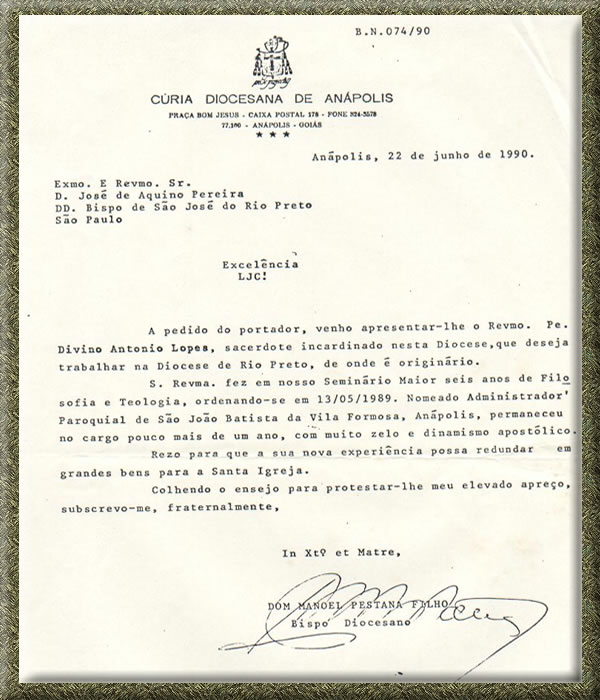 B.N.074/90
CÚRIA DIOCESANA DE ANÁPOLIS
PRAÇA BOM JESUS - CAIXA POSTAL 178 - FONE 324-3578
77.100 - ANÁPOLIS - GOIÁS
★ ★ ★
Anápolis, 22 de junho de 1990.
Exmo. E Revmo. Sr.
D. José de Aquino Pereira
DD. Bispo de São José do Rio Preto
São Paulo
Excelência
LJC!
A pedido do portador, venho apresentar-lhe o Revmo. Pe.
Divino Antonio Lopes, sacerdote incardinado nesta Diocese,que deseja
trabalhar na Diocese de Rio Preto, de onde é originário.
S. Revma. fez em nosso Seminário Maior seis anos de Filo
sofia e Teologia, ordenando-se em 13/05/1989. Nomeado Administrador'
Paroquial de São João Batista da Vila Formosa, Anápolis, permaneceu
no cargo pouco mais de um ano, com muito zelo e dinamismo apostólico.
Rezo para que a sua nova experiência possa redundar em
grandes bens para a Santa Igreja.
Colhendo o ensejo para protestar-lhe meu elevado apreço,
subscrevo-me, fraternalmente,
In Xtº et Matre,
DOM MANOEL PESTANA FILHO
Bispo Diocesano